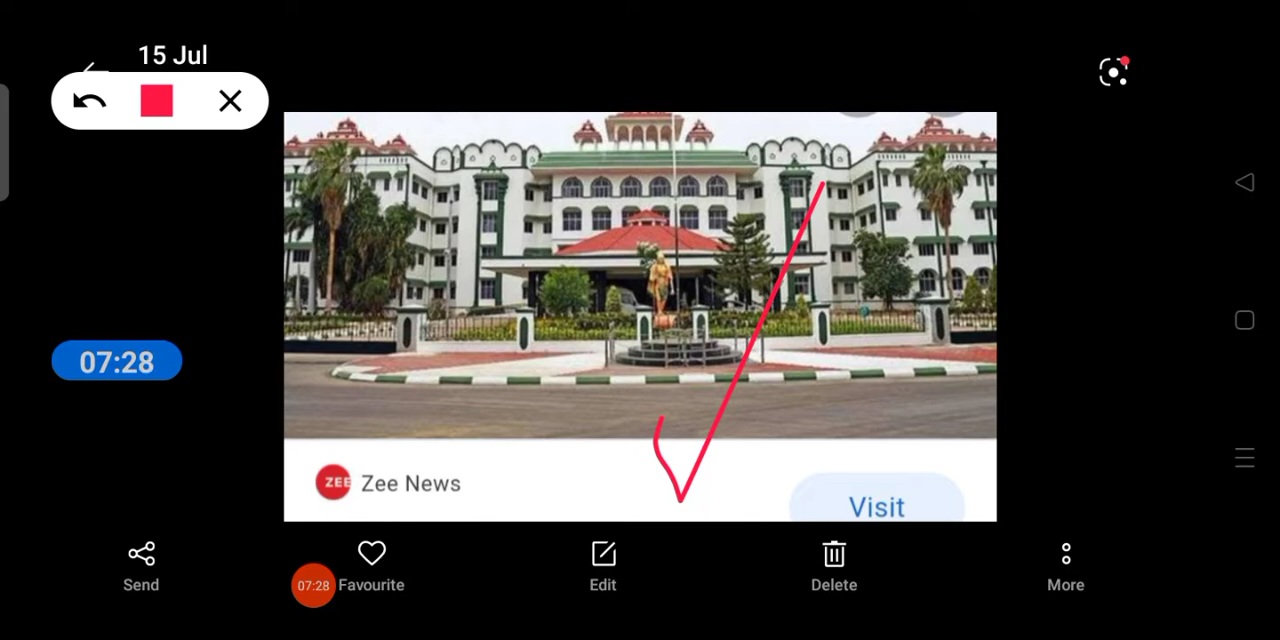 15 Jul
07:28
ZEE Zee News
Visit
Send
07:28 Favourite
Edit
Delete
More